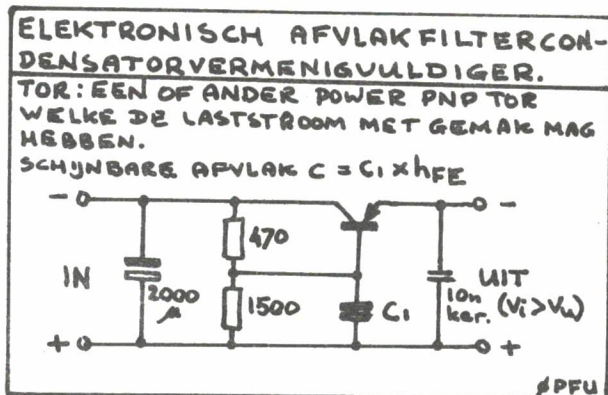 ELEKTRONISCH AFVLAKFILTERCON-
DENSATORVERMENIGVUULDIGER.
TOR: EEN OF ANDER POWER PNP TOR
WELKE DE LASTSTROOM MET GEMAK MAG
HEBBEN.
SCHIJNBARE AFVLAK C = C₁ x hFE
- -
470
IN UIT
2000 μ 1500 C₁ 10n ker. (Vi>Vu)
+ +
øPFU